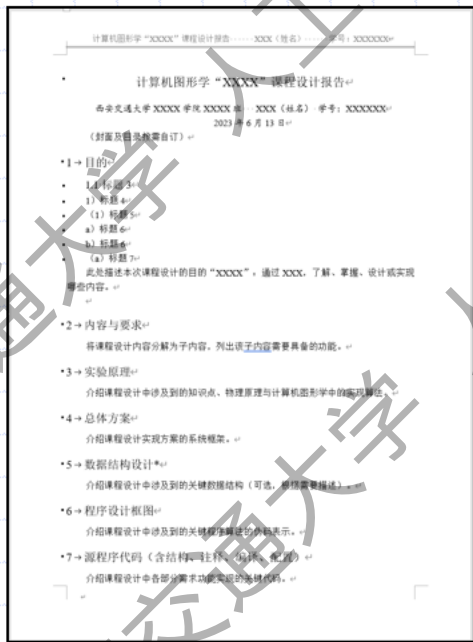 计算机图形学“XXXX”课程设计报告······XXX（姓名）······学号：XXXXXX
计算机图形学“XXXX”课程设计报告
西安交通大学 XXXX 学院 XXXX 班 XXX（姓名） 学号：XXXXXX
2023 年 6 月 13 日
（封面及目录按需自订）
1→目的
1.1 标题 3
1）标题 4
（1）标题 5
a）标题 6
b）标题 6
（a）标题 7
此处描述本次课程设计的目的“XXXX”，通过 XXX，了解、掌握、设计或实现
哪些内容。
2→内容与要求
将课程设计内容分解为子内容，列出该子内容需要具备的功能。
3→实验原理
介绍课程设计中涉及到的知识点、物理原理与计算机图形学中的实现算法。
4→总体方案
介绍课程设计实现方案的系统框架。
5→数据结构设计*
介绍课程设计中涉及到的关键数据结构（可选，根据需要描述）。
6→程序设计框图
介绍课程设计中涉及到的关键程序算法的伪码表示。
7→源程序代码（含结构、注释、编译、配置）
介绍课程设计中各部分需求功能实现的关键代码。
交通大学
人工